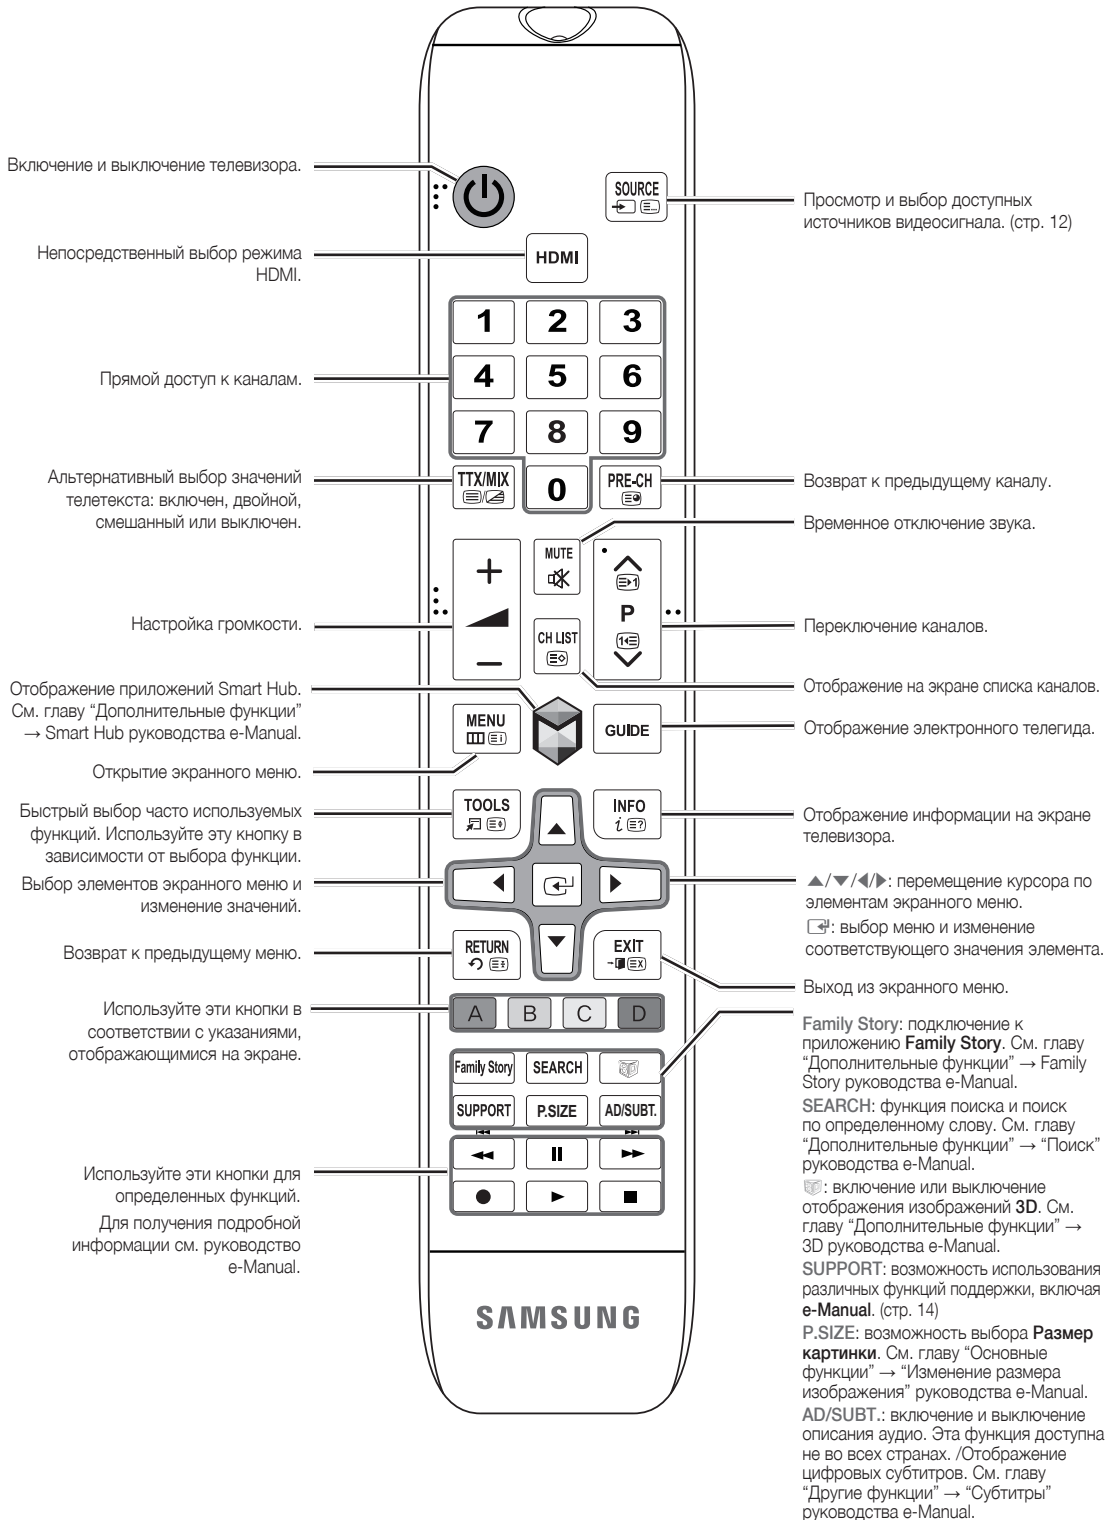 Включение и выключение телевизора.
SOURCE
Просмотр и выбор доступных
источников видеосигнала. (стр. 12)
Непосредственный выбор режима
HDMI.
HDMI
1
2
3
Прямой доступ к каналам.
4
5
6
7
8
9
Альтернативный выбор значений
телетекста: включен, двойной,
смешанный или выключен.
TTX/MIX
0
PRE-CH
Возврат к предыдущему каналу.
Временное отключение звука.
MUTE
P
CH LIST
Настройка громкости.
Переключение каналов.
Отображение приложений Smart Hub.
См. главу “Дополнительные функции”
→ Smart Hub руководства e-Manual.
Отображение на экране списка каналов.
MENU
GUIDE
Отображение электронного телегида.
Открытие экранного меню.
Быстрый выбор часто используемых
функций. Используйте эту кнопку в
зависимости от выбора функции.
TOOLS
INFO
Отображение информации на экране
телевизора.
Выбор элементов экранного меню и
изменение значений.
▲/▼/◀/▶: перемещение курсора по
элементам экранного меню.
: выбор меню и изменение
соответствующего значения элемента.
Возврат к предыдущему меню.
RETURN
EXIT
Выход из экранного меню.
Используйте эти кнопки в
соответствии с указаниями,
отображающимися на экране.
A
B
C
D
Family Story
SEARCH
SUPPORT
P.SIZE
AD/SUBT.
Используйте эти кнопки для
определенных функций.
Для получения подробной
информации см. руководство
e-Manual.
SAMSUNG
Family Story: подключение к
приложению Family Story. См. главу
“Дополнительные функции” → Family
Story руководства e-Manual.
SEARCH: функция поиска и поиск
по определенному слову. См. главу
“Дополнительные функции” → “Поиск”
руководства e-Manual.
: включение или выключение
отображения изображений 3D. См.
главу “Дополнительные функции” →
3D руководства e-Manual.
SUPPORT: возможность использования
различных функций поддержки, включая
e-Manual. (стр. 14)
P.SIZE: возможность выбора Размер
картинки. См. главу “Основные
функции” → “Изменение размера
изображения” руководства e-Manual.
AD/SUBT.: включение и выключение
описания аудио. Эта функция доступна
не во всех странах. /Отображение
цифровых субтитров. См. главу
“Другие функции” → “Субтитры”
руководства e-Manual.